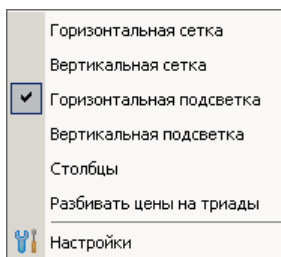 Горизонтальная сетка
Вертикальная сетка
Горизонтальная подсветка
Вертикальная подсветка
Столбцы
Разбивать цены на триады
Настройки